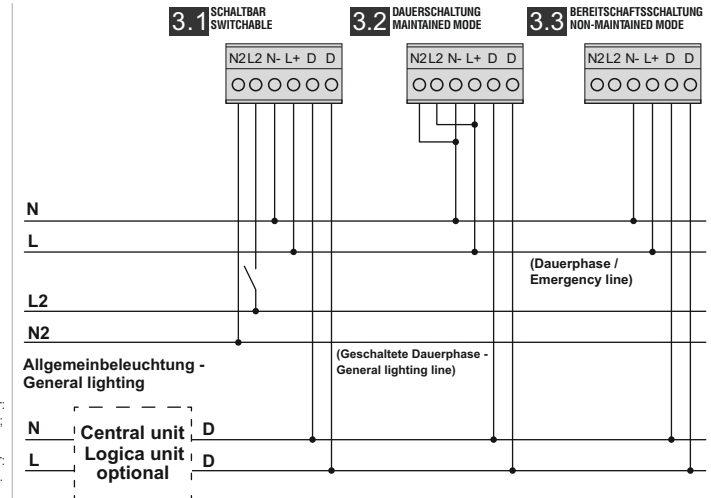 3.1 SCHALTBAR
SWITCHABLE
3.2 DAUERSCHALTUNG
MAINTAINED MODE
3.3 BEREITSCHAFTSSCHALTUNG
NON-MAINTAINED MODE
N2 L2 N- L+ D D
N2 L2 N- L+ D D
N2 L2 N- L+ D D
N
L
(Dauerphase /
Emergency line)
L2
N2
Allgemeinbeleuchtung -
General lighting
(Geschaltete Dauerphase -
General lighting line)
N
L
Central unit
Logica unit
optional
D
D